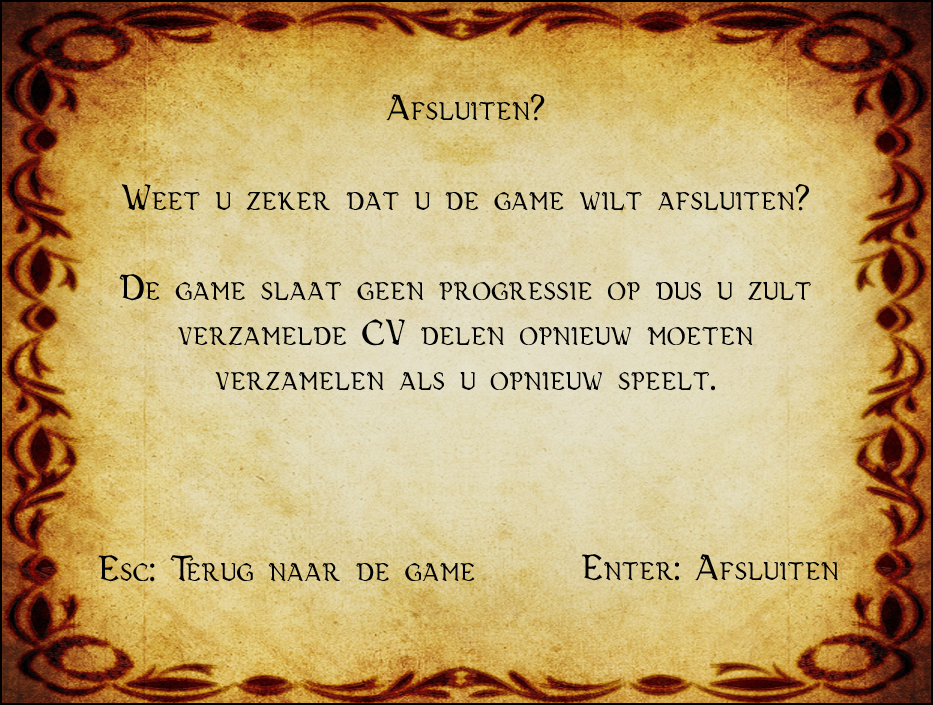 Afsluiten?
Weet u zeker dat u de game wilt afsluiten?
De game slaat geen progressie op dus u zult
verzamelde CV delen opnieuw moeten
verzamelen als u opnieuw speelt.
Esc: Terug naar de game
Enter: Afsluiten